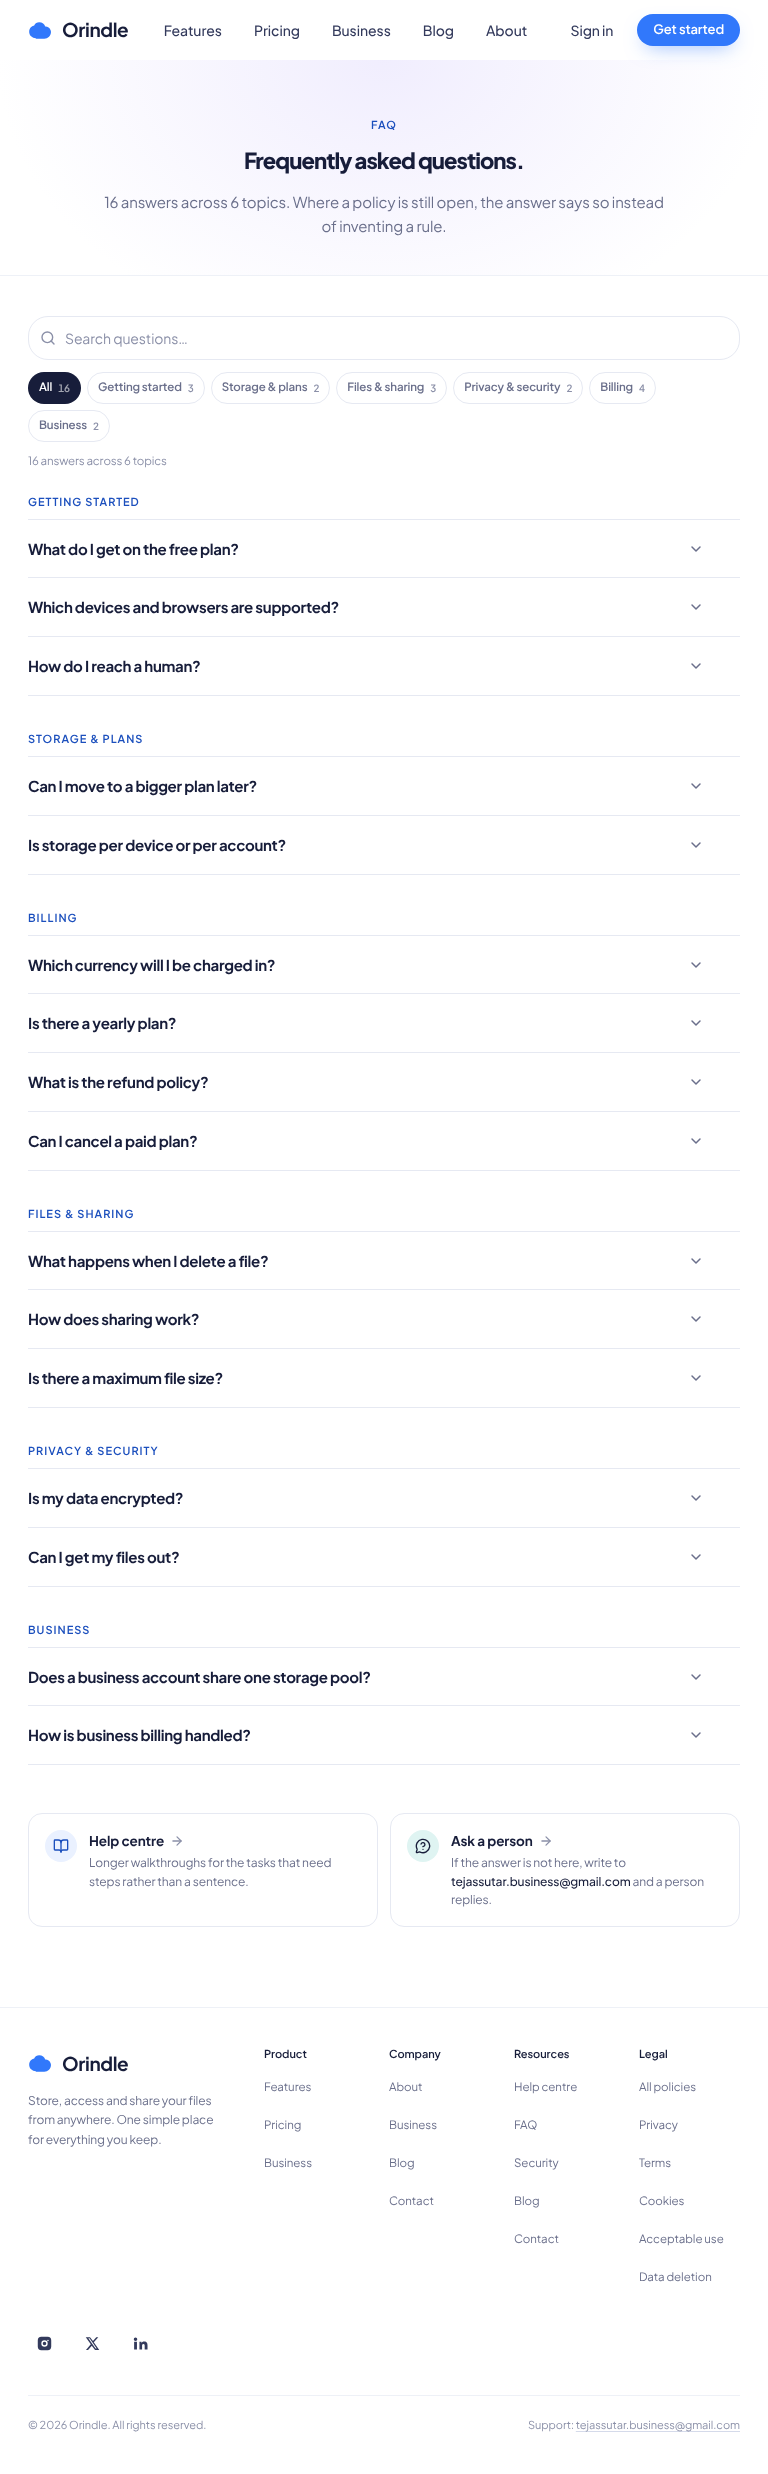 Orindle
Features
Pricing
Business
Blog
About
Sign in
Get started
FAQ
Frequently asked questions.
16 answers across 6 topics. Where a policy is still open, the answer says so instead
of inventing a rule.
Search questions…
All 16
Getting started 3
Storage & plans 2
Files & sharing 3
Privacy & security 2
Billing 4
Business 2
16 answers across 6 topics
GETTING STARTED
What do I get on the free plan?
Which devices and browsers are supported?
How do I reach a human?
STORAGE & PLANS
Can I move to a bigger plan later?
Is storage per device or per account?
BILLING
Which currency will I be charged in?
Is there a yearly plan?
What is the refund policy?
Can I cancel a paid plan?
FILES & SHARING
What happens when I delete a file?
How does sharing work?
Is there a maximum file size?
PRIVACY & SECURITY
Is my data encrypted?
Can I get my files out?
BUSINESS
Does a business account share one storage pool?
How is business billing handled?
Help centre →
Longer walkthroughs for the tasks that need
steps rather than a sentence.
Ask a person →
If the answer is not here, write to
tejassutar.business@gmail.com and a person
replies.
Orindle
Store, access and share your files
from anywhere. One simple place
for everything you keep.
Product
Features
Pricing
Business
Company
About
Business
Blog
Contact
Resources
Help centre
FAQ
Security
Blog
Contact
Legal
All policies
Privacy
Terms
Cookies
Acceptable use
Data deletion
© 2026 Orindle. All rights reserved.
Support: tejassutar.business@gmail.com